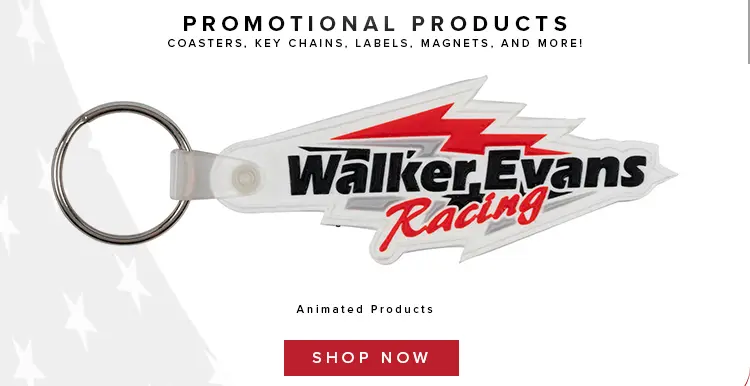 PROMOTIONAL PRODUCTS
COASTERS, KEY CHAINS, LABELS, MAGNETS, AND MORE!
Walker Evans
Racing
Animated Products
SHOP NOW